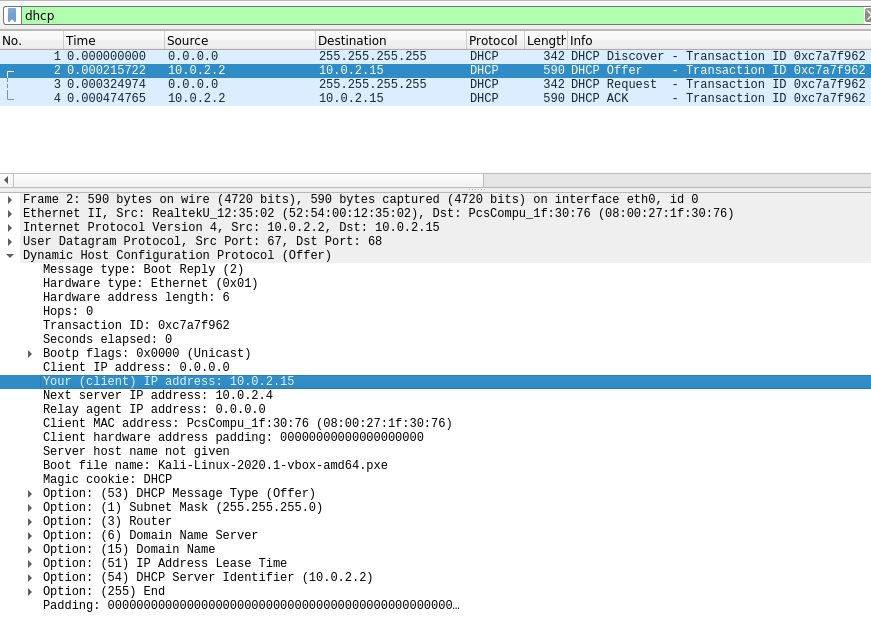 dhcp
No. Time Source Destination Protocol Length Info
1 0.000000000 0.0.0.0 255.255.255.255 DHCP 342 DHCP Discover - Transaction ID 0xc7a7f962
2 0.000215722 10.0.2.2 10.0.2.15 DHCP 590 DHCP Offer - Transaction ID 0xc7a7f962
3 0.000324974 0.0.0.0 255.255.255.255 DHCP 342 DHCP Request - Transaction ID 0xc7a7f962
4 0.000474765 10.0.2.2 10.0.2.15 DHCP 590 DHCP ACK - Transaction ID 0xc7a7f962
Frame 2: 590 bytes on wire (4720 bits), 590 bytes captured (4720 bits) on interface eth0, id 0
Ethernet II, Src: RealtekU_12:35:02 (52:54:00:12:35:02), Dst: PcsCompu_1f:30:76 (08:00:27:1f:30:76)
Internet Protocol Version 4, Src: 10.0.2.2, Dst: 10.0.2.15
User Datagram Protocol, Src Port: 67, Dst Port: 68
Dynamic Host Configuration Protocol (Offer)
Message type: Boot Reply (2)
Hardware type: Ethernet (0x01)
Hardware address length: 6
Hops: 0
Transaction ID: 0xc7a7f962
Seconds elapsed: 0
Bootp flags: 0x0000 (Unicast)
Client IP address: 0.0.0.0
Your (client) IP address: 10.0.2.15
Next server IP address: 10.0.2.4
Relay agent IP address: 0.0.0.0
Client MAC address: PcsCompu_1f:30:76 (08:00:27:1f:30:76)
Client hardware address padding: 00000000000000000000
Server host name not given
Boot file name: Kali-Linux-2020.1-vbox-amd64.pxe
Magic cookie: DHCP
Option: (53) DHCP Message Type (Offer)
Option: (1) Subnet Mask (255.255.255.0)
Option: (3) Router
Option: (6) Domain Name Server
Option: (15) Domain Name
Option: (51) IP Address Lease Time
Option: (54) DHCP Server Identifier (10.0.2.2)
Option: (255) End
Padding: 000000000000000000000000000000000000000000000000…